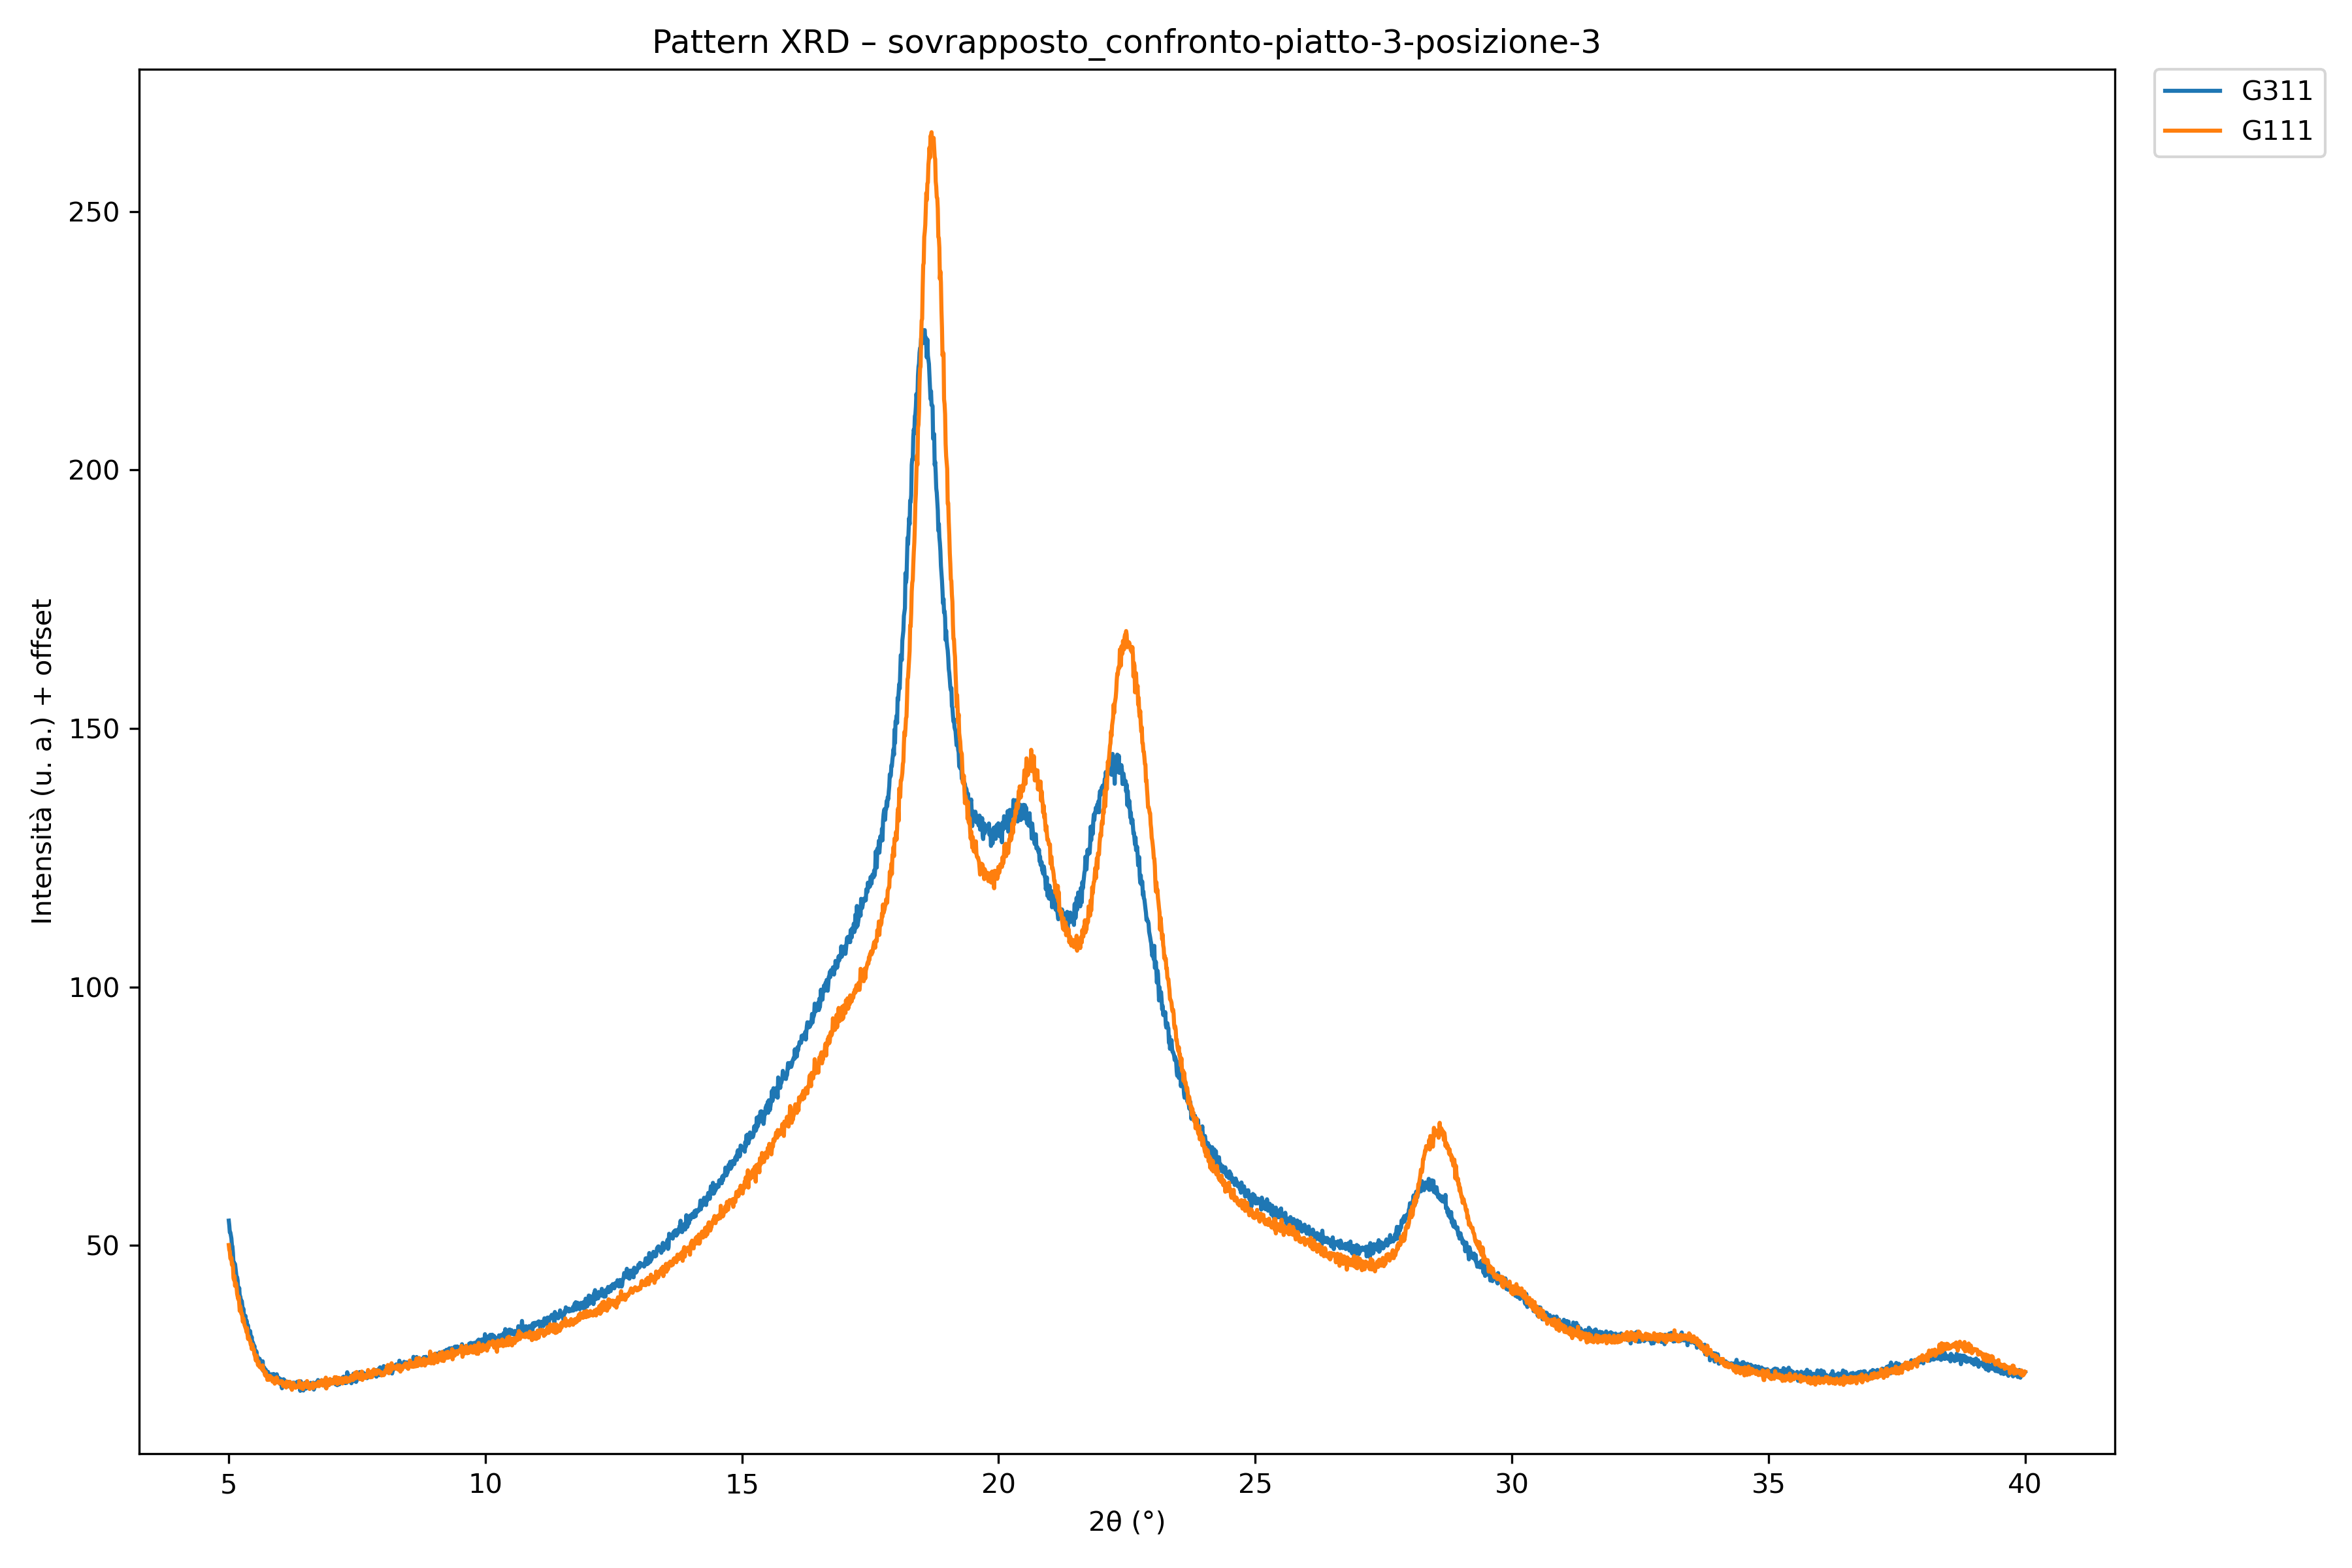 Pattern XRD – sovrapposto_confronto-piatto-3-posizione-3
G311
G111
Intensità (u. a.) + offset
250
200
150
100
50
5 10 15 20 25 30 35 40
2θ (°)